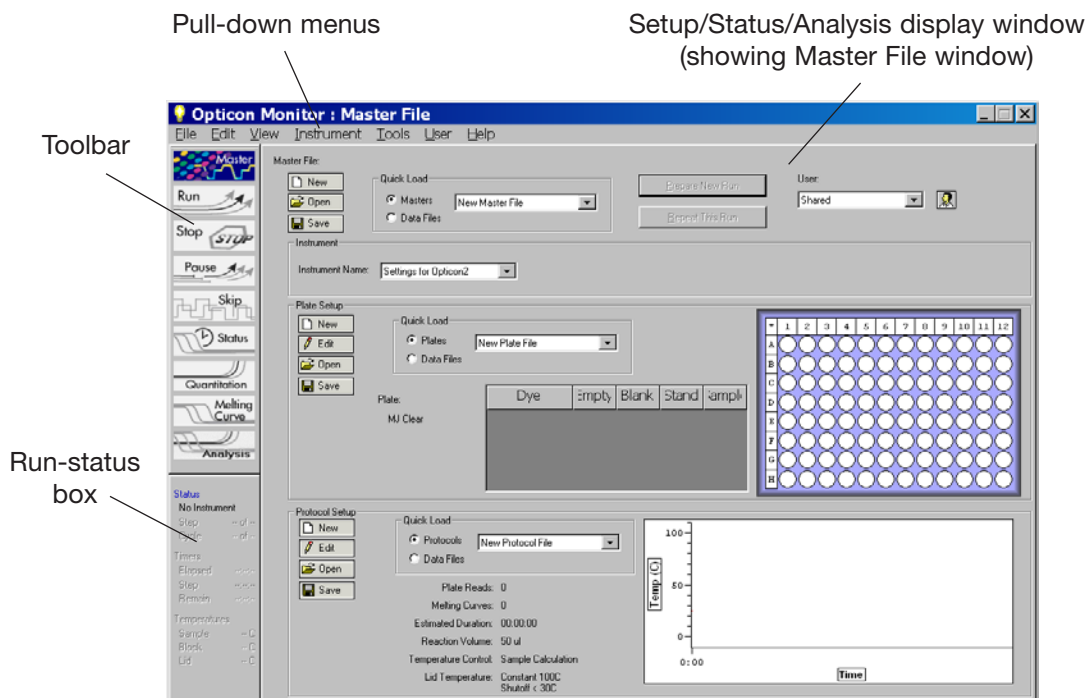 Pull-down menus
Setup/Status/Analysis display window
(showing Master File window)
Opticon Monitor : Master File
File Edit View Instrument Tools User Help
Toolbar
Master
Run
Stop
STOP
Pause
Skip
Status
Quantitation
Melting
Curve
Analysis
Run-status
box
Status
No Instrument
Step -- of --
Cycle -- of --
Timers
Elapsed --:--:--
Step --:--:--
Remain --:--:--
Temperatures
Sample -- C
Block -- C
Lid -- C
Master File:
New
Open
Save
Quick Load
Masters
New Master File
Data Files
Prepare New Run
Repeat This Run
User:
Shared
Instrument
Instrument Name:
Settings for Opticon2
Plate Setup
New
Edit
Open
Save
Quick Load
Plates
New Plate File
Data Files
Plate:
MJ Clear
Dye Empty Blank Stand Sampl
* 1 2 3 4 5 6 7 8 9 10 11 12
A
B
C
D
E
F
G
H
Protocol Setup
New
Edit
Open
Save
Quick Load
Protocols
New Protocol File
Data Files
Plate Reads: 0
Melting Curves: 0
Estimated Duration: 00:00:00
Reaction Volume: 50 ul
Temperature Control: Sample Calculation
Lid Temperature: Constant 100C
Shutoff < 30C
Temp (C)
100
50
0
0:00
Time